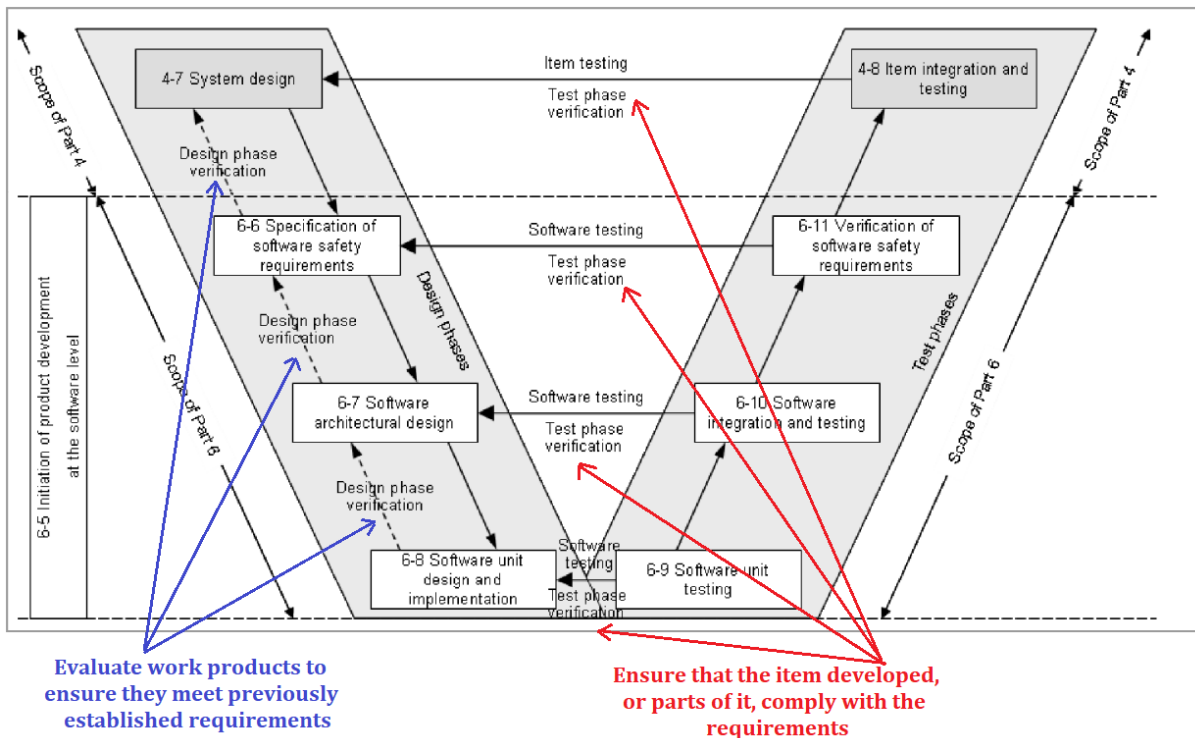 4-7 System design
Item testing
Test phase
verification
4-8 Item integration and
testing
Scope of Part 4
Scope of Part 4
Design phase
verification
6-6 Specification of
software safety
requirements
Software testing
Test phase
verification
6-11 Verification of
software safety
requirements
Design phases
Test phases
6-5 Initiation of product development
at the software level
Scope of Part 6
Scope of Part 6
Design phase
verification
6-7 Software
architectural design
Software testing
Test phase
verification
6-10 Software
integration and testing
Design phase
verification
6-8 Software unit
design and
implementation
Software
testing
Test phase
verification
6-9 Software unit
testing
Evaluate work products to
ensure they meet previously
established requirements
Ensure that the item developed,
or parts of it, comply with the
requirements